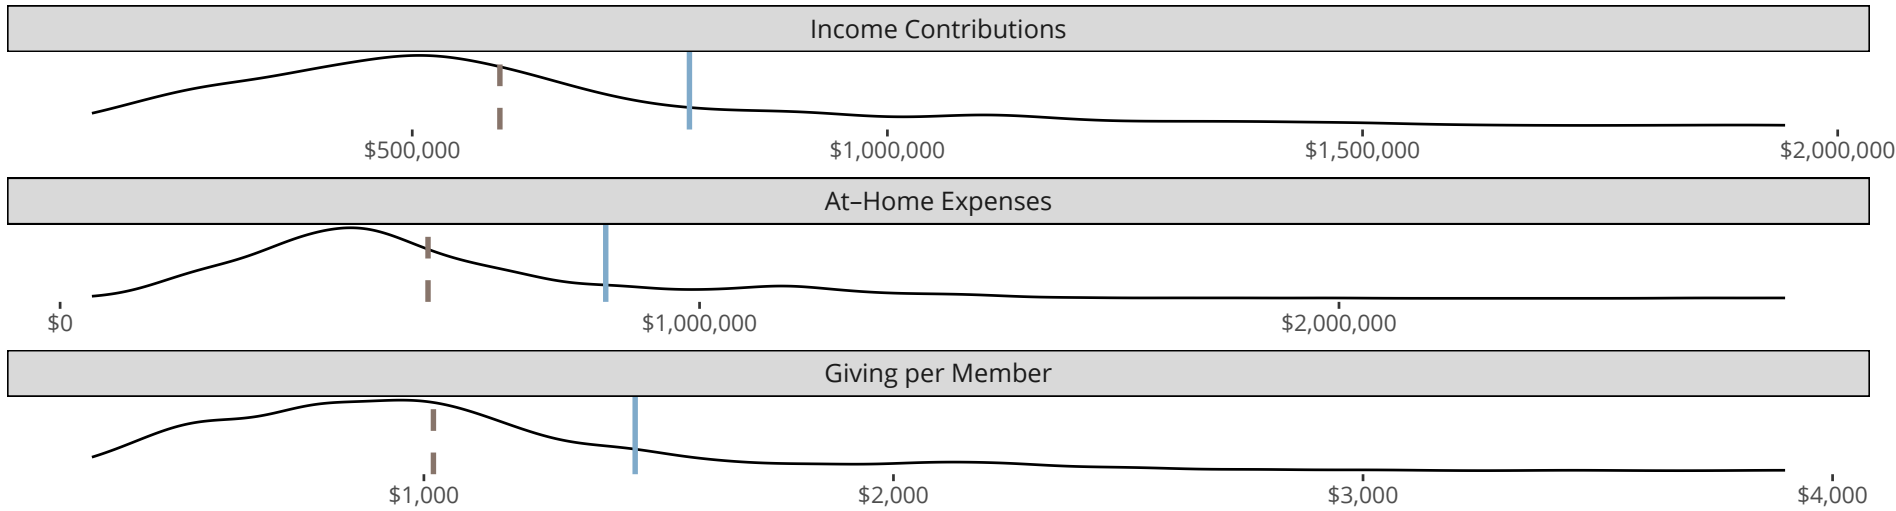 Income Contributions
$500,000 $1,000,000 $1,500,000 $2,000,000
At–Home Expenses
$0 $1,000,000 $2,000,000
Giving per Member
$1,000 $2,000 $3,000 $4,000